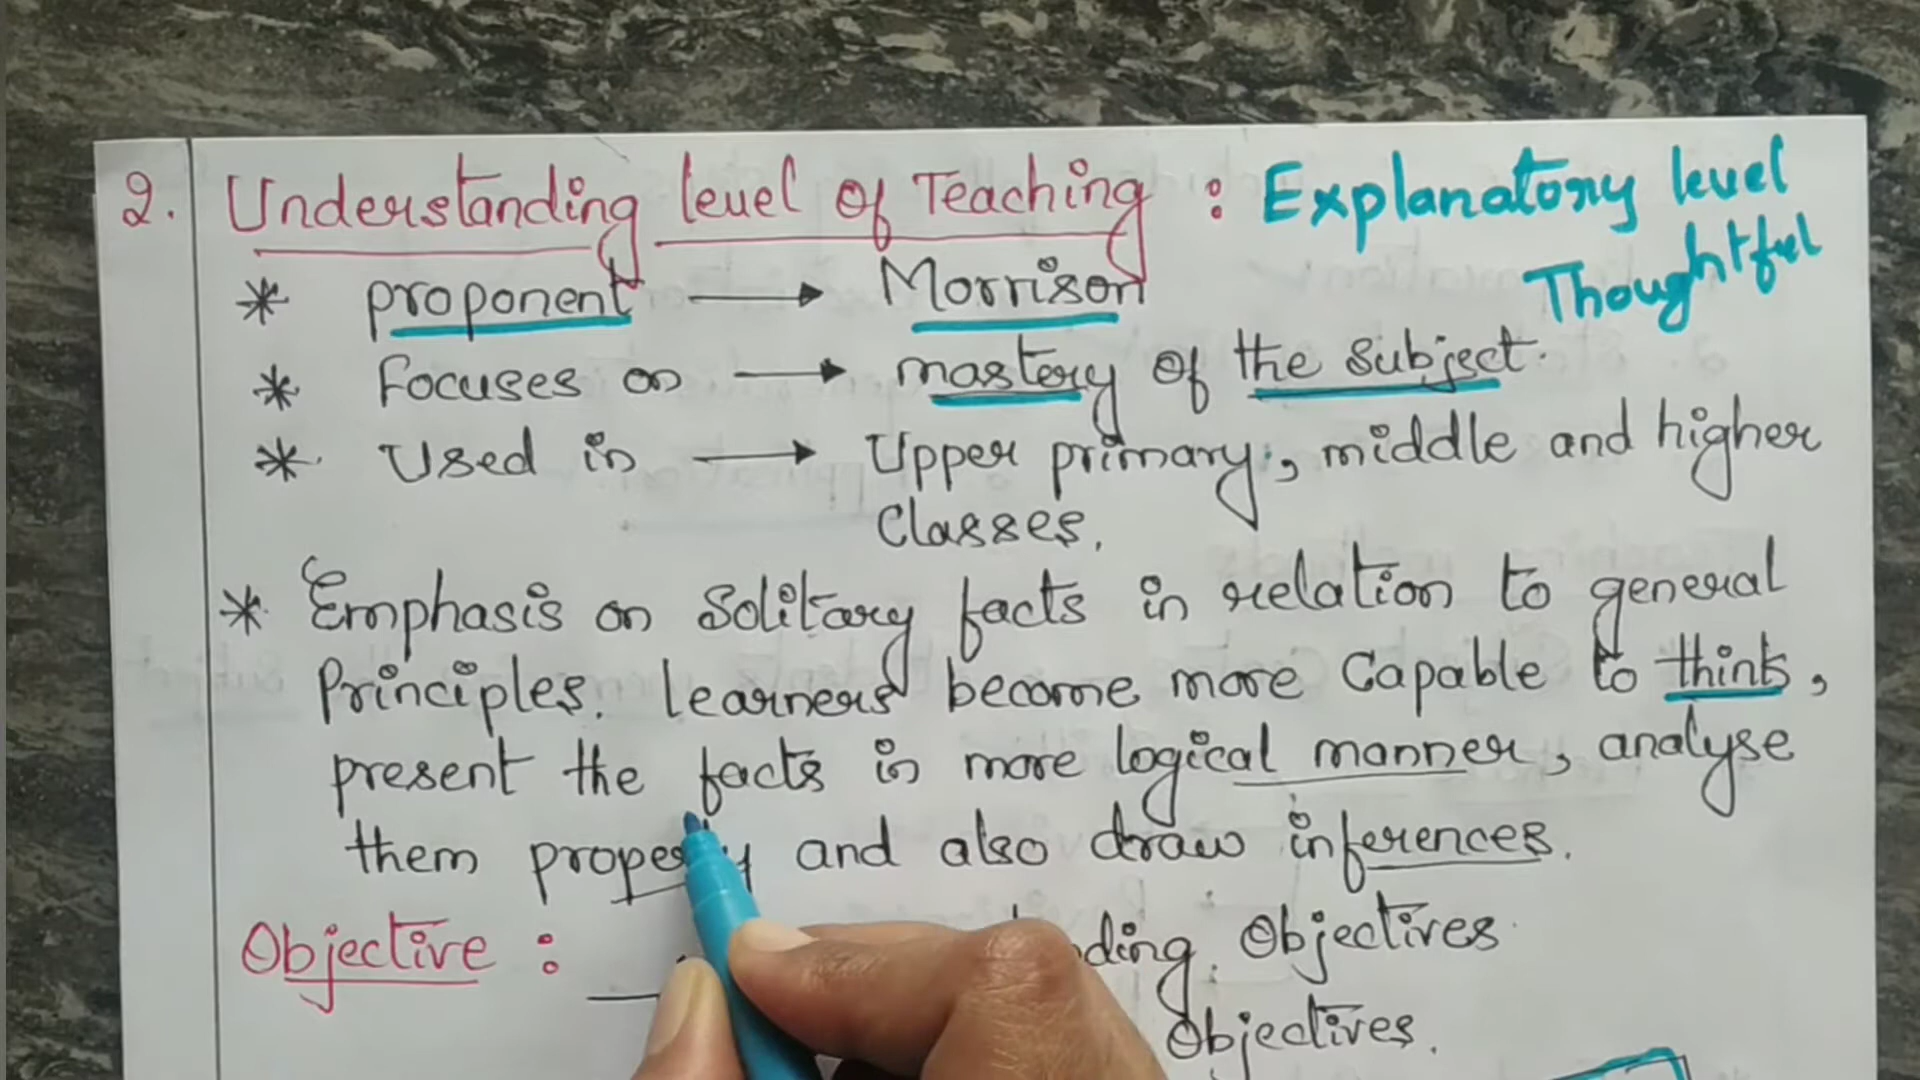 2. Understanding level of Teaching : Explanatory level
Thoughtful
* proponent → Morrison
* Focuses on → mastery of the subject.
* Used in → Upper primary, middle and higher
classes.
* Emphasis on Solitary facts in relation to general
Principles. learners become more capable to think,
present the facts in more logical manner, analyse
them properly and also draw inferences.
Objective : Objectives
Objectives.